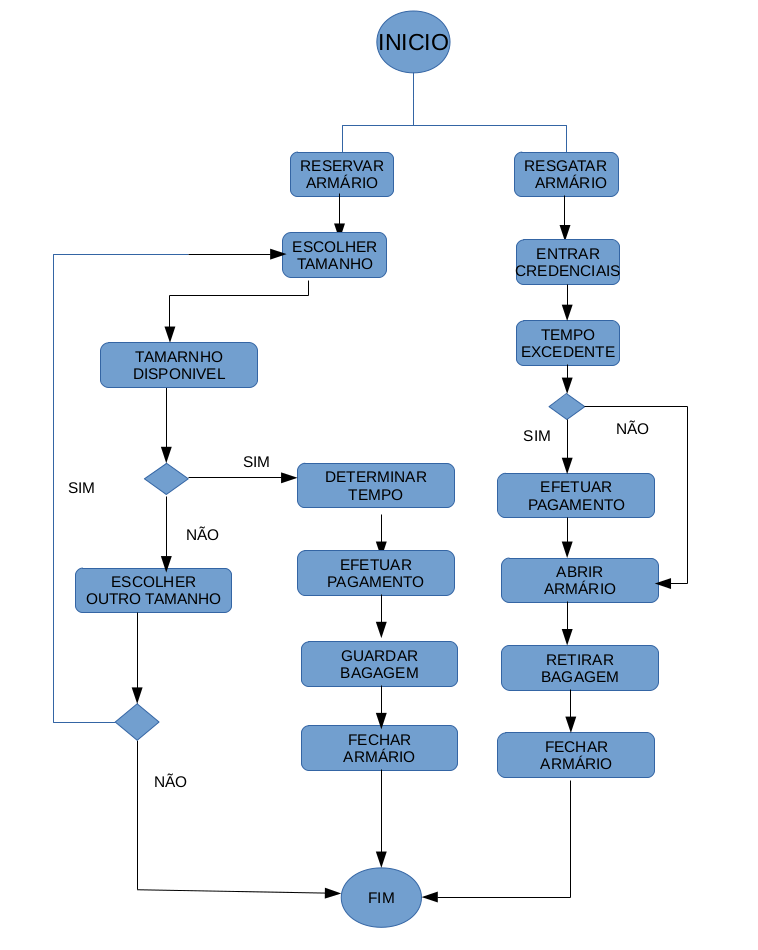 INICIO
RESERVAR
ARMÁRIO
RESGATAR
ARMÁRIO
ESCOLHER
TAMANHO
ENTRAR
CREDENCIAIS
TAMARNHO
DISPONIVEL
TEMPO
EXCEDENTE
SIM
NÃO
SIM
SIM
NÃO
DETERMINAR
TEMPO
EFETUAR
PAGAMENTO
ESCOLHER
OUTRO TAMANHO
EFETUAR
PAGAMENTO
ABRIR
ARMÁRIO
GUARDAR
BAGAGEM
RETIRAR
BAGAGEM
FECHAR
ARMÁRIO
FECHAR
ARMÁRIO
NÃO
FIM